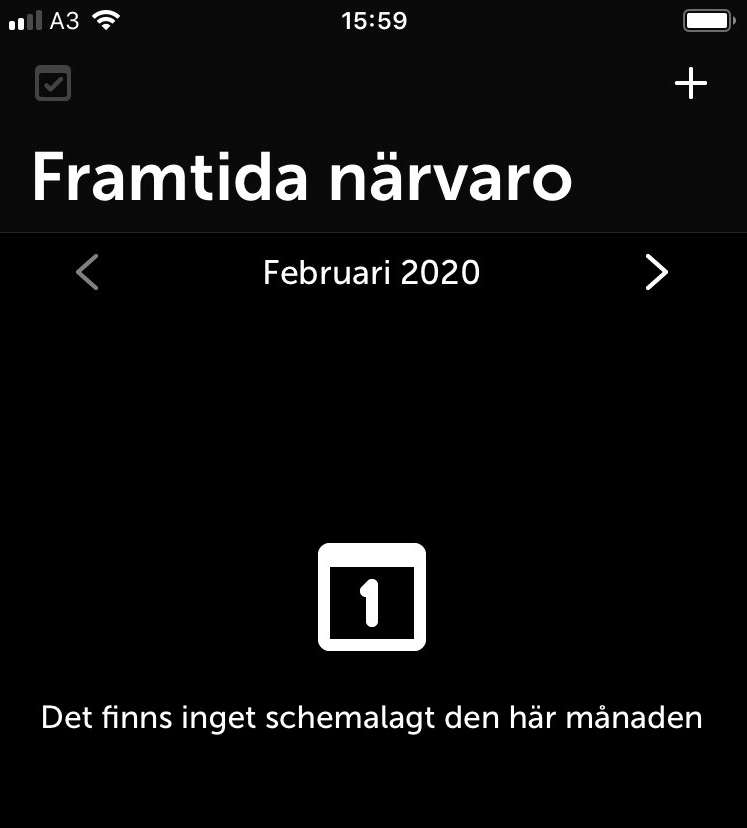 A3 15:59
Framtida närvaro
Februari 2020
1
Det finns inget schemalagt den här månaden